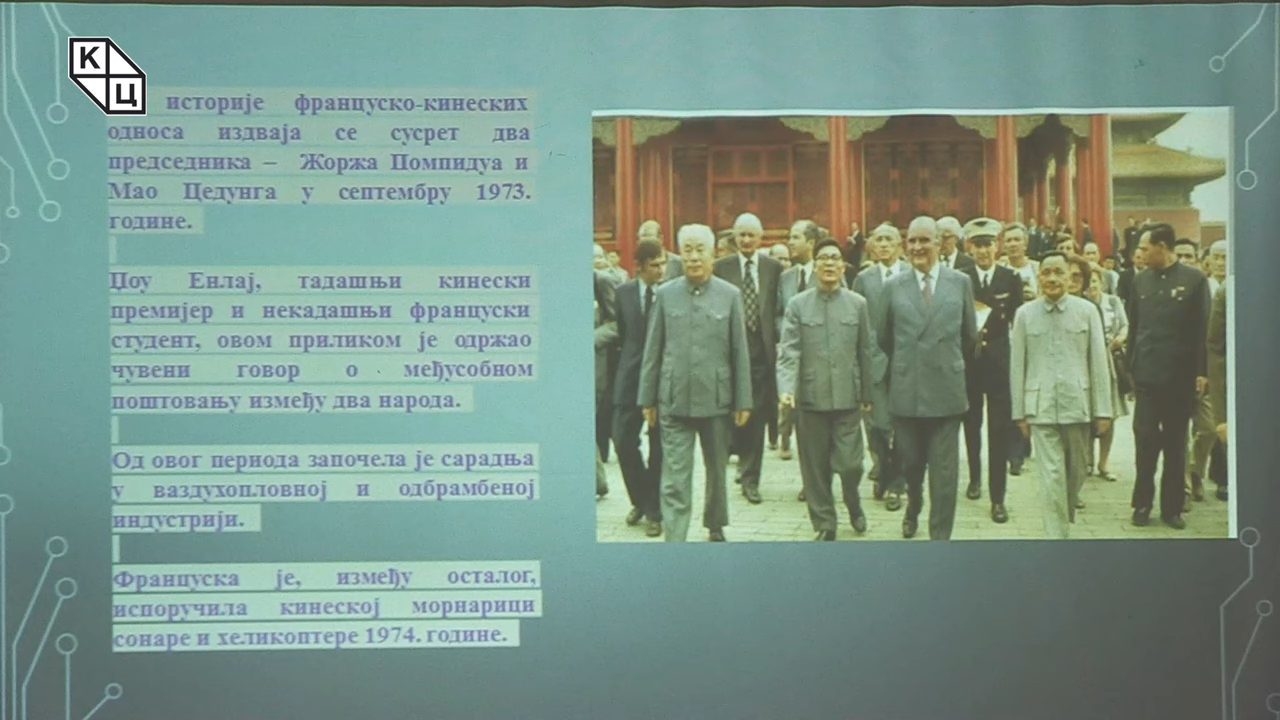 К
Ц
историје француско-кинеских
односа издваја се сусрет два
председника – Жоржа Помпидуа и
Мао Цедунга у септембру 1973.
године.
Џоу Енлај, тадашњи кинески
премијер и некадашњи француски
студент, овом приликом је одржао
чувени говор о међусобном
поштовању између два народа.
Од овог периода започела је сарадња
у ваздухопловној и одбрамбеној
индустрији.
Француска је, између осталог,
испоручила кинеској морнарици
сонаре и хеликоптере 1974. године.